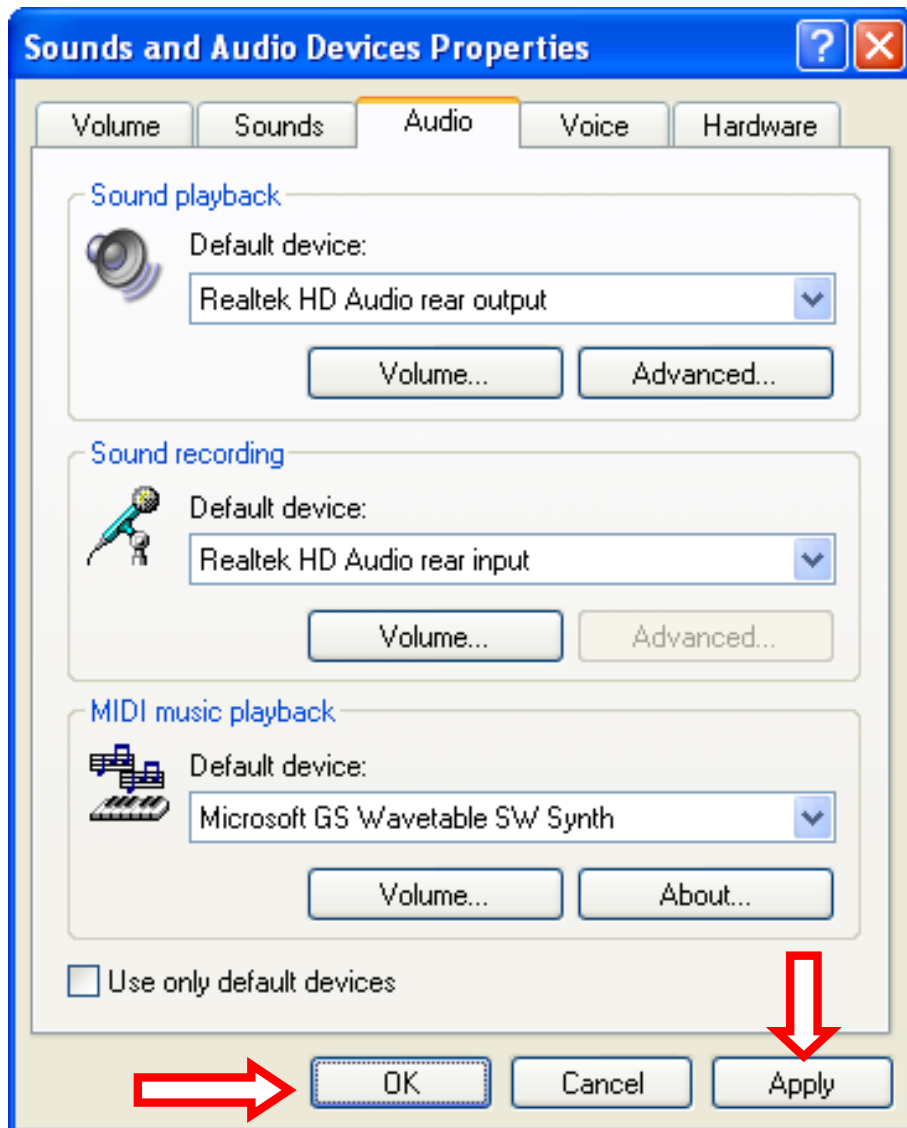 Sounds and Audio Devices Properties ?
Volume Sounds Audio Voice Hardware
Sound playback
Default device:
Realtek HD Audio rear output
Volume... Advanced...
Sound recording
Default device:
Realtek HD Audio rear input
Volume... Advanced...
MIDI music playback
Default device:
Microsoft GS Wavetable SW Synth
Volume... About...
Use only default devices
OK Cancel Apply